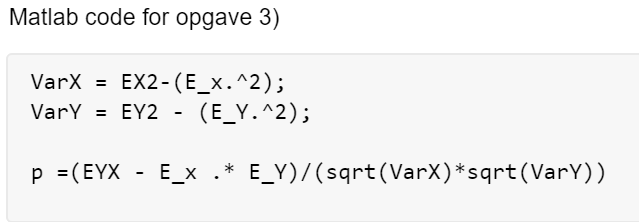 Matlab code for opgave 3)
VarX = EX2-(E_x.^2);
VarY = EY2 - (E_Y.^2);
p =(EYX - E_x .* E_Y)/(sqrt(VarX)*sqrt(VarY))